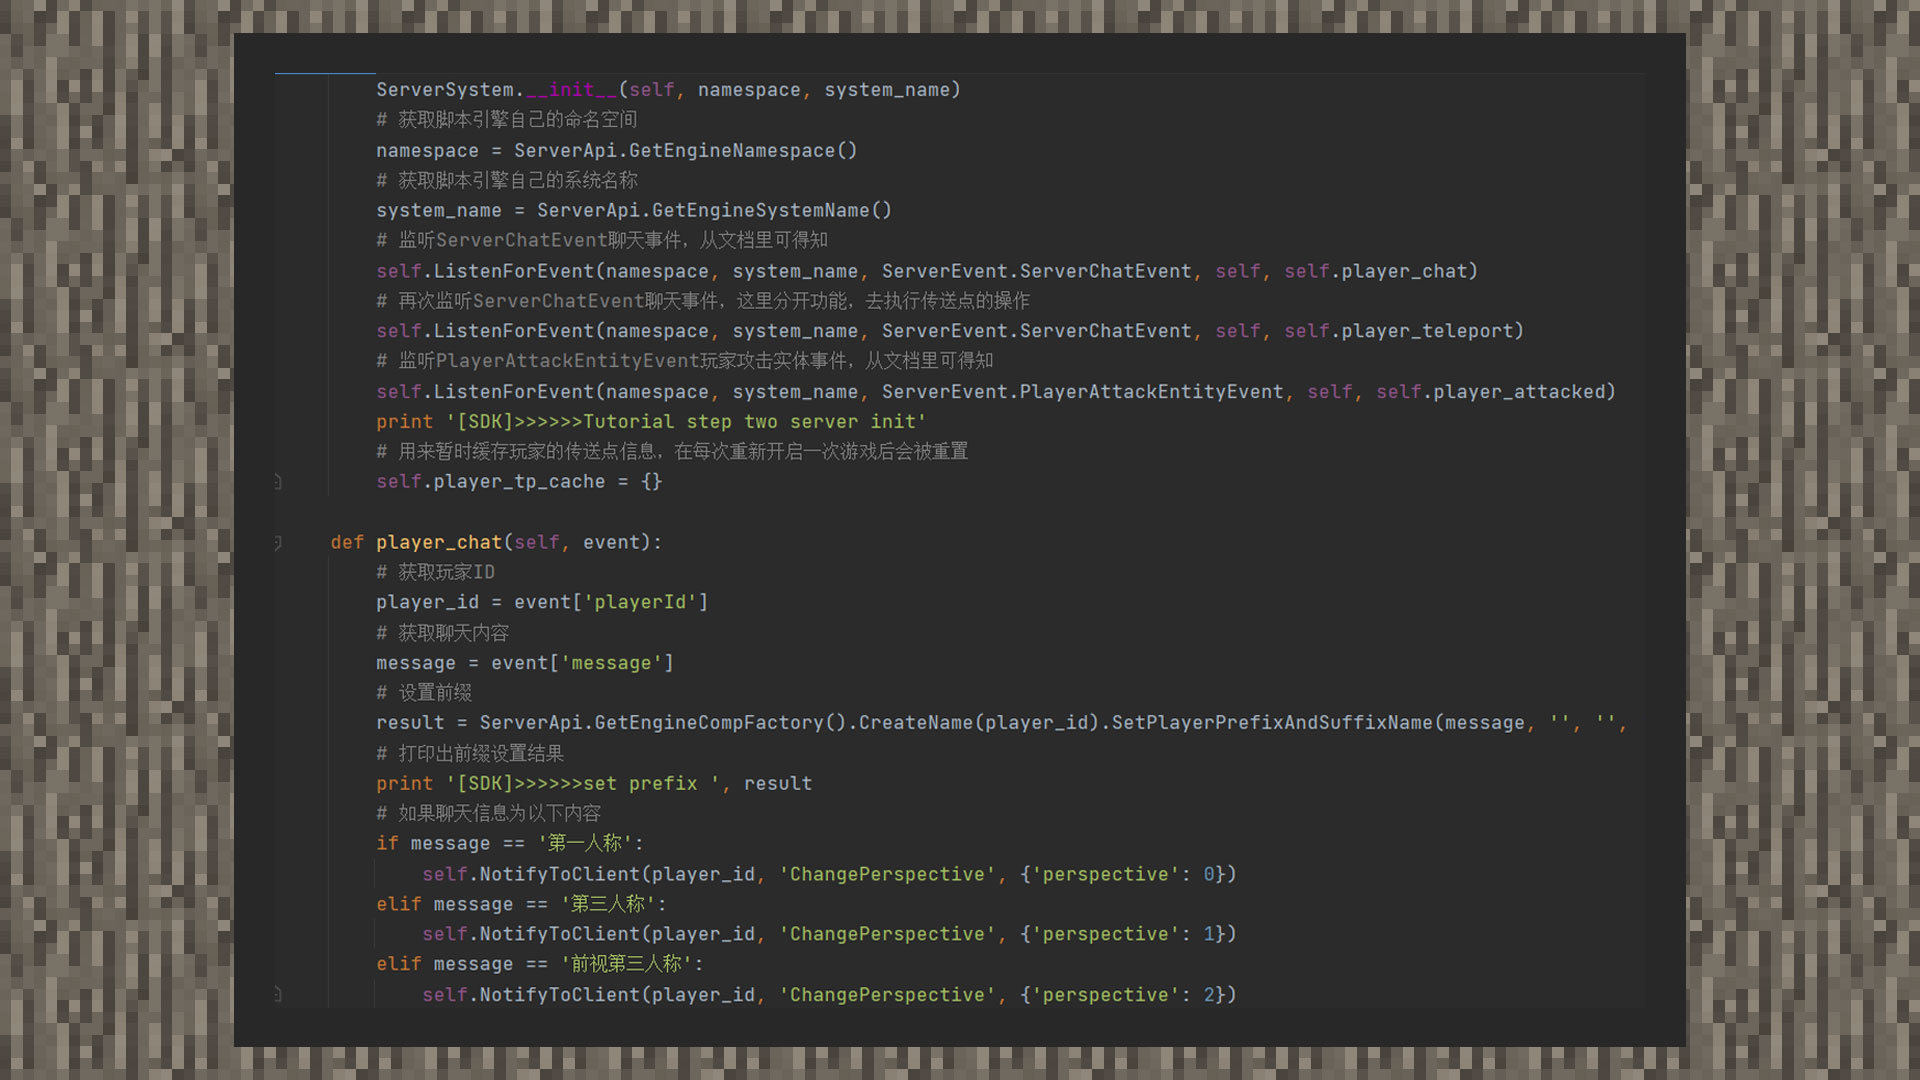 ServerSystem.__init__(self, namespace, system_name)
# 获取脚本引擎自己的命名空间
namespace = ServerApi.GetEngineNamespace()
# 获取脚本引擎自己的系统名称
system_name = ServerApi.GetEngineSystemName()
# 监听ServerChatEvent聊天事件，从文档里可得知
self.ListenForEvent(namespace, system_name, ServerEvent.ServerChatEvent, self, self.player_chat)
# 再次监听ServerChatEvent聊天事件，这里分开功能，去执行传送点的操作
self.ListenForEvent(namespace, system_name, ServerEvent.ServerChatEvent, self, self.player_teleport)
# 监听PlayerAttackEntityEvent玩家攻击实体事件，从文档里可得知
self.ListenForEvent(namespace, system_name, ServerEvent.PlayerAttackEntityEvent, self, self.player_attacked)
print '[SDK]>>>>>>Tutorial step two server init'
# 用来暂时缓存玩家的传送点信息，在每次重新开启一次游戏后会被重置
self.player_tp_cache = {}
def player_chat(self, event):
# 获取玩家ID
player_id = event['playerId']
# 获取聊天内容
message = event['message']
# 设置前缀
result = ServerApi.GetEngineCompFactory().CreateName(player_id).SetPlayerPrefixAndSuffixName(message, '', '',
# 打印出前缀设置结果
print '[SDK]>>>>>>set prefix ', result
# 如果聊天信息为以下内容
if message == '第一人称':
self.NotifyToClient(player_id, 'ChangePerspective', {'perspective': 0})
elif message == '第三人称':
self.NotifyToClient(player_id, 'ChangePerspective', {'perspective': 1})
elif message == '前视第三人称':
self.NotifyToClient(player_id, 'ChangePerspective', {'perspective': 2})